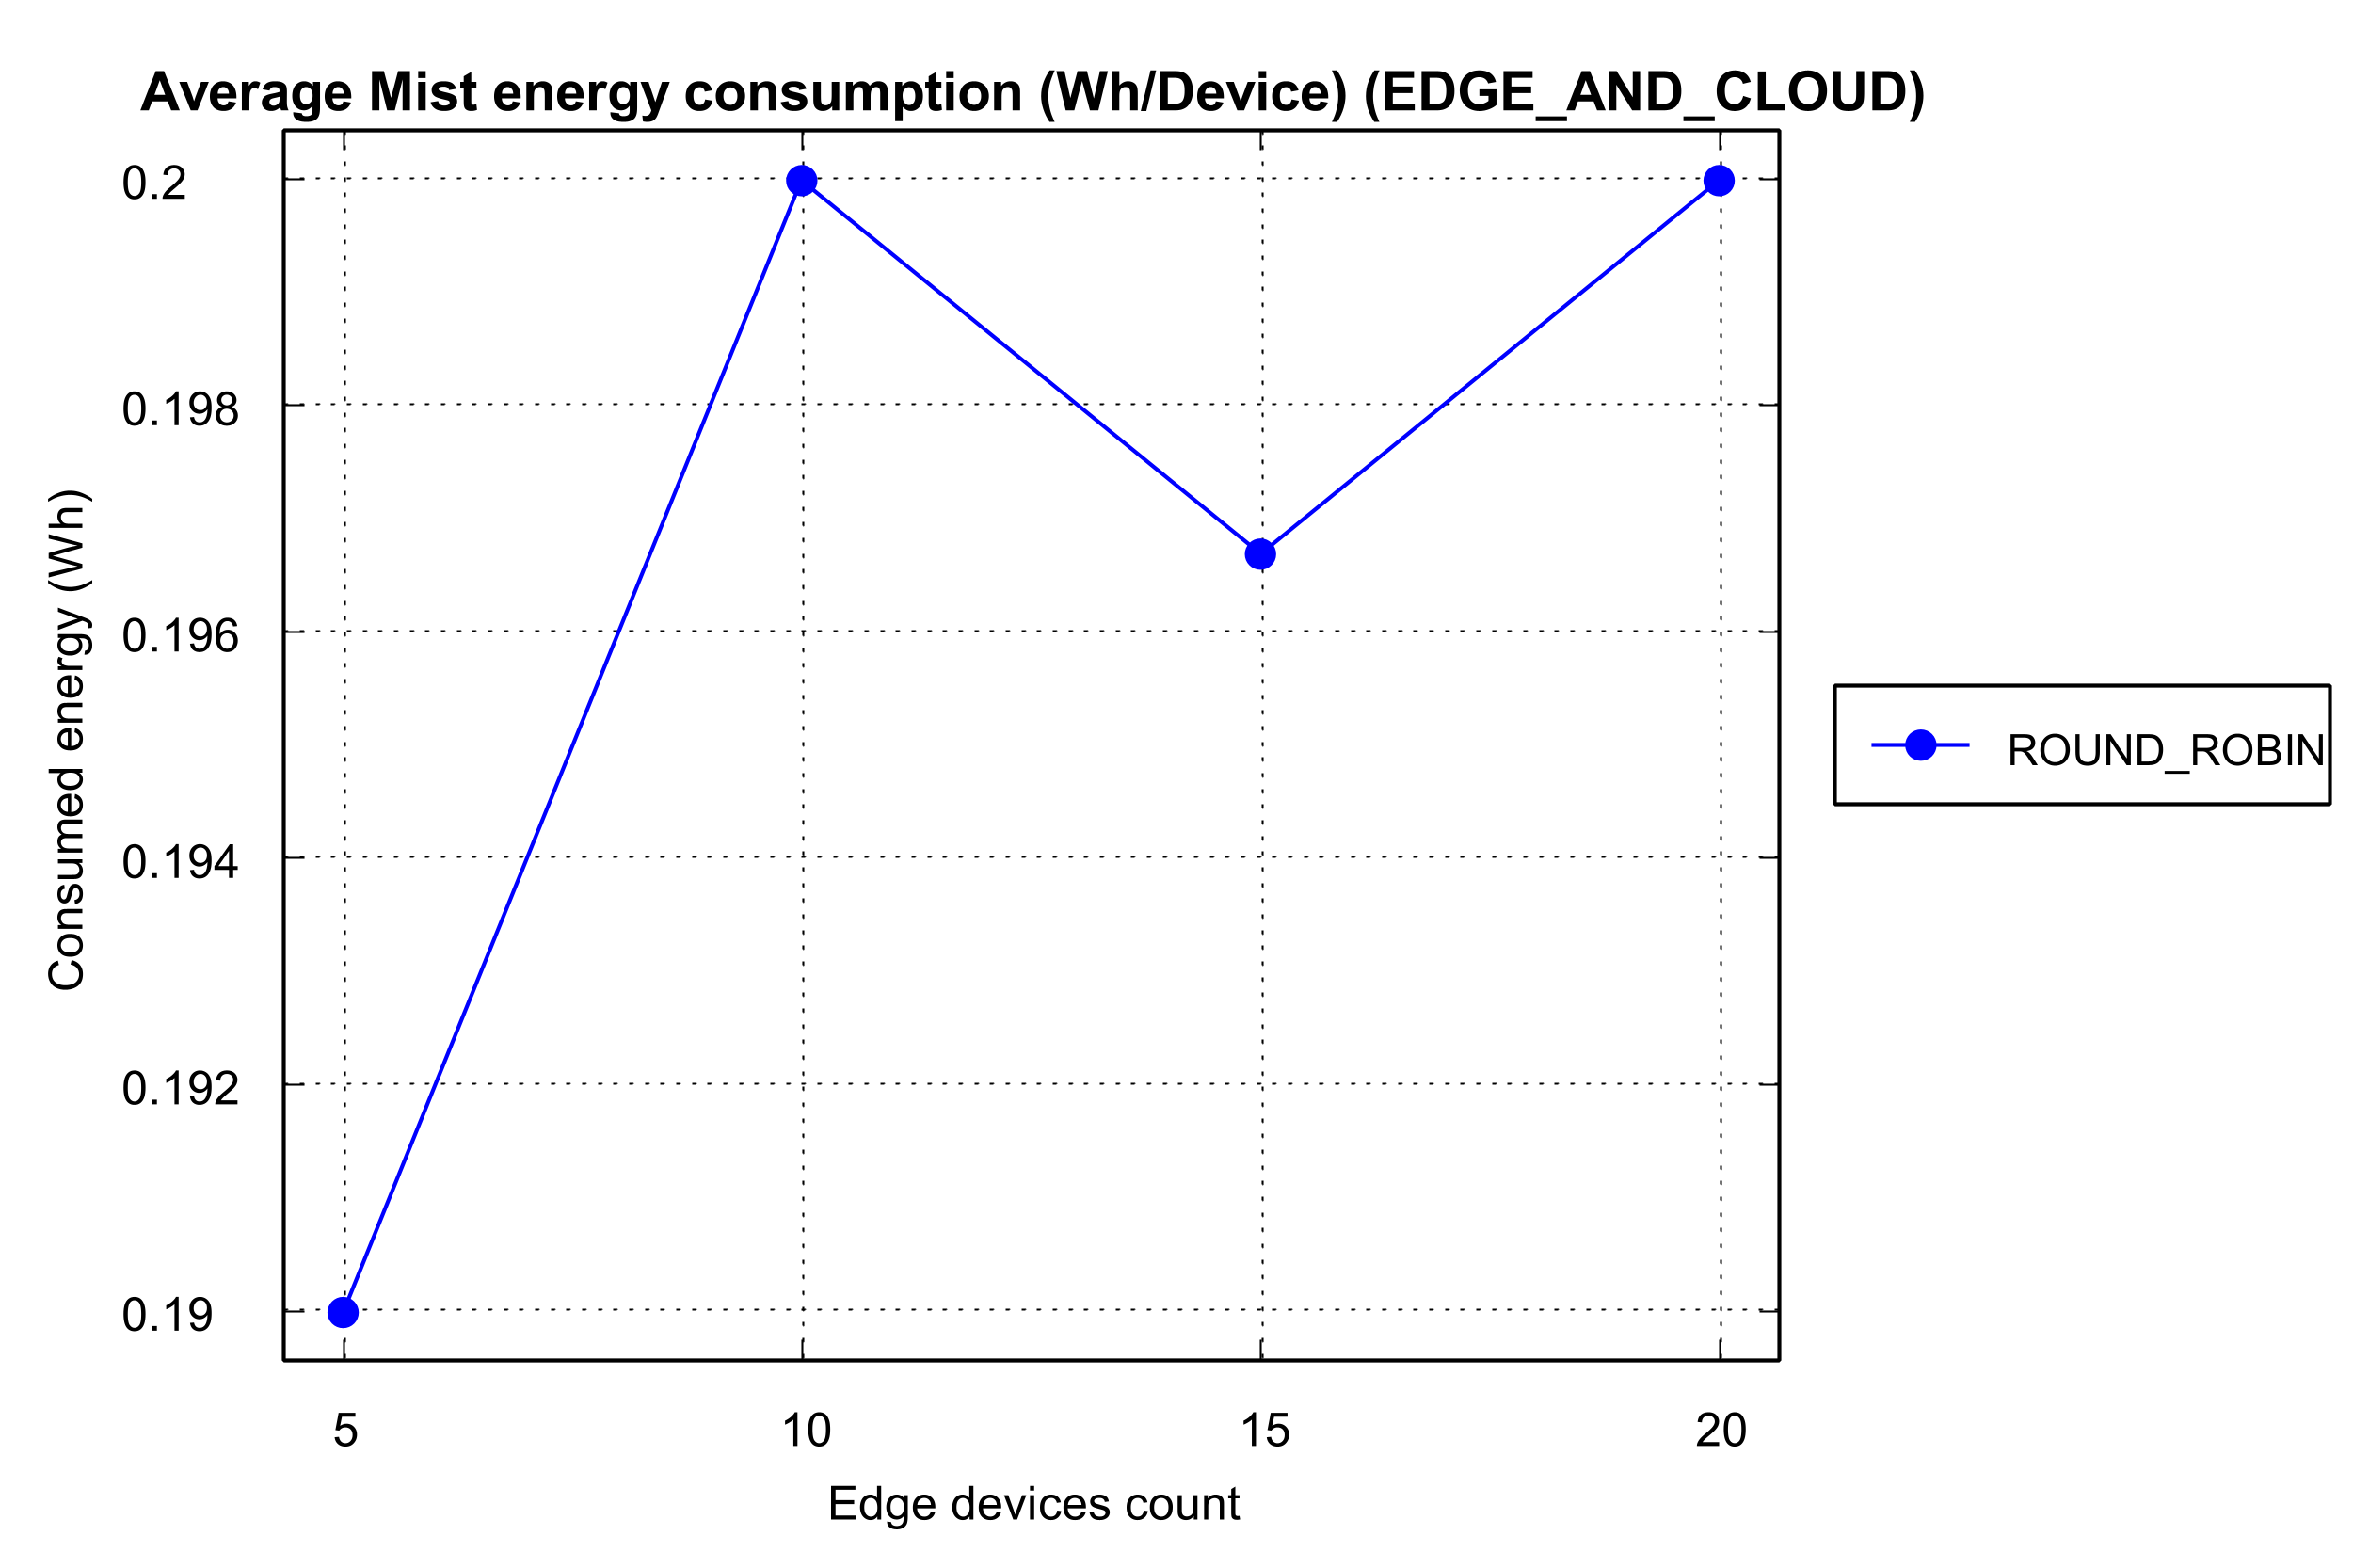 Average Mist energy consumption (Wh/Device) (EDGE_AND_CLOUD)
0.2
0.198
0.196
0.194
0.192
0.19
Consumed energy (Wh)
ROUND_ROBIN
5 10 15 20
Edge devices count